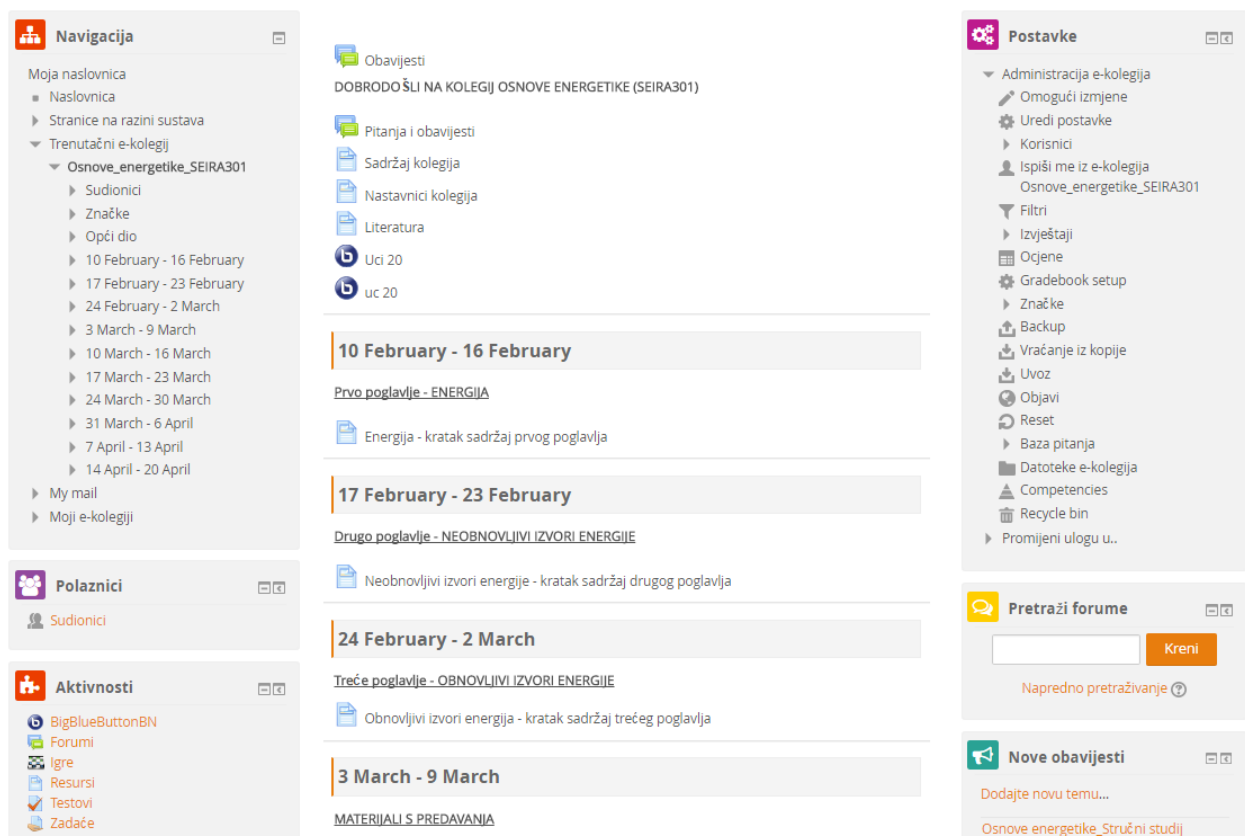 Navigacija
Moja naslovnica
Naslovnica
Stranice na razini sustava
Trenutačni e-kolegij
Osnove_energetike_SEIRA301
Sudionici
Značke
Opći dio
10 February - 16 February
17 February - 23 February
24 February - 2 March
3 March - 9 March
10 March - 16 March
17 March - 23 March
24 March - 30 March
31 March - 6 April
7 April - 13 April
14 April - 20 April
My mail
Moji e-kolegiji
Polaznici
Sudionici
Aktivnosti
BigBlueButtonBN
Forumi
Igre
Resursi
Testovi
Zadaće
Obavijesti
DOBRODOŠLI NA KOLEGIJ OSNOVE ENERGETIKE (SEIRA301)
Pitanja i obavijesti
Sadržaj kolegija
Nastavnici kolegija
Literatura
Uci 20
uc 20
10 February - 16 February
Prvo poglavlje - ENERGIJA
Energija - kratak sadržaj prvog poglavlja
17 February - 23 February
Drugo poglavlje - NEOBNOVLJIVI IZVORI ENERGIJE
Neobnovljivi izvori energije - kratak sadržaj drugog poglavlja
24 February - 2 March
Treće poglavlje - OBNOVLJIVI IZVORI ENERGIJE
Obnovljivi izvori energija - kratak sadržaj trećeg poglavlja
3 March - 9 March
MATERIJALI S PREDAVANJA
Postavke
Administracija e-kolegija
Omogući izmjene
Uredi postavke
Korisnici
Ispiši me iz e-kolegija
Osnove_energetike_SEIRA301
Filtri
Izvještaji
Ocjene
Gradebook setup
Značke
Backup
Vraćanje iz kopije
Uvoz
Objavi
Reset
Baza pitanja
Datoteke e-kolegija
Competencies
Recycle bin
Promijeni ulogu u..
Pretraži forume
Kreni
Napredno pretraživanje
Nove obavijesti
Dodajte novu temu...
Osnove energetike_Stručni studij